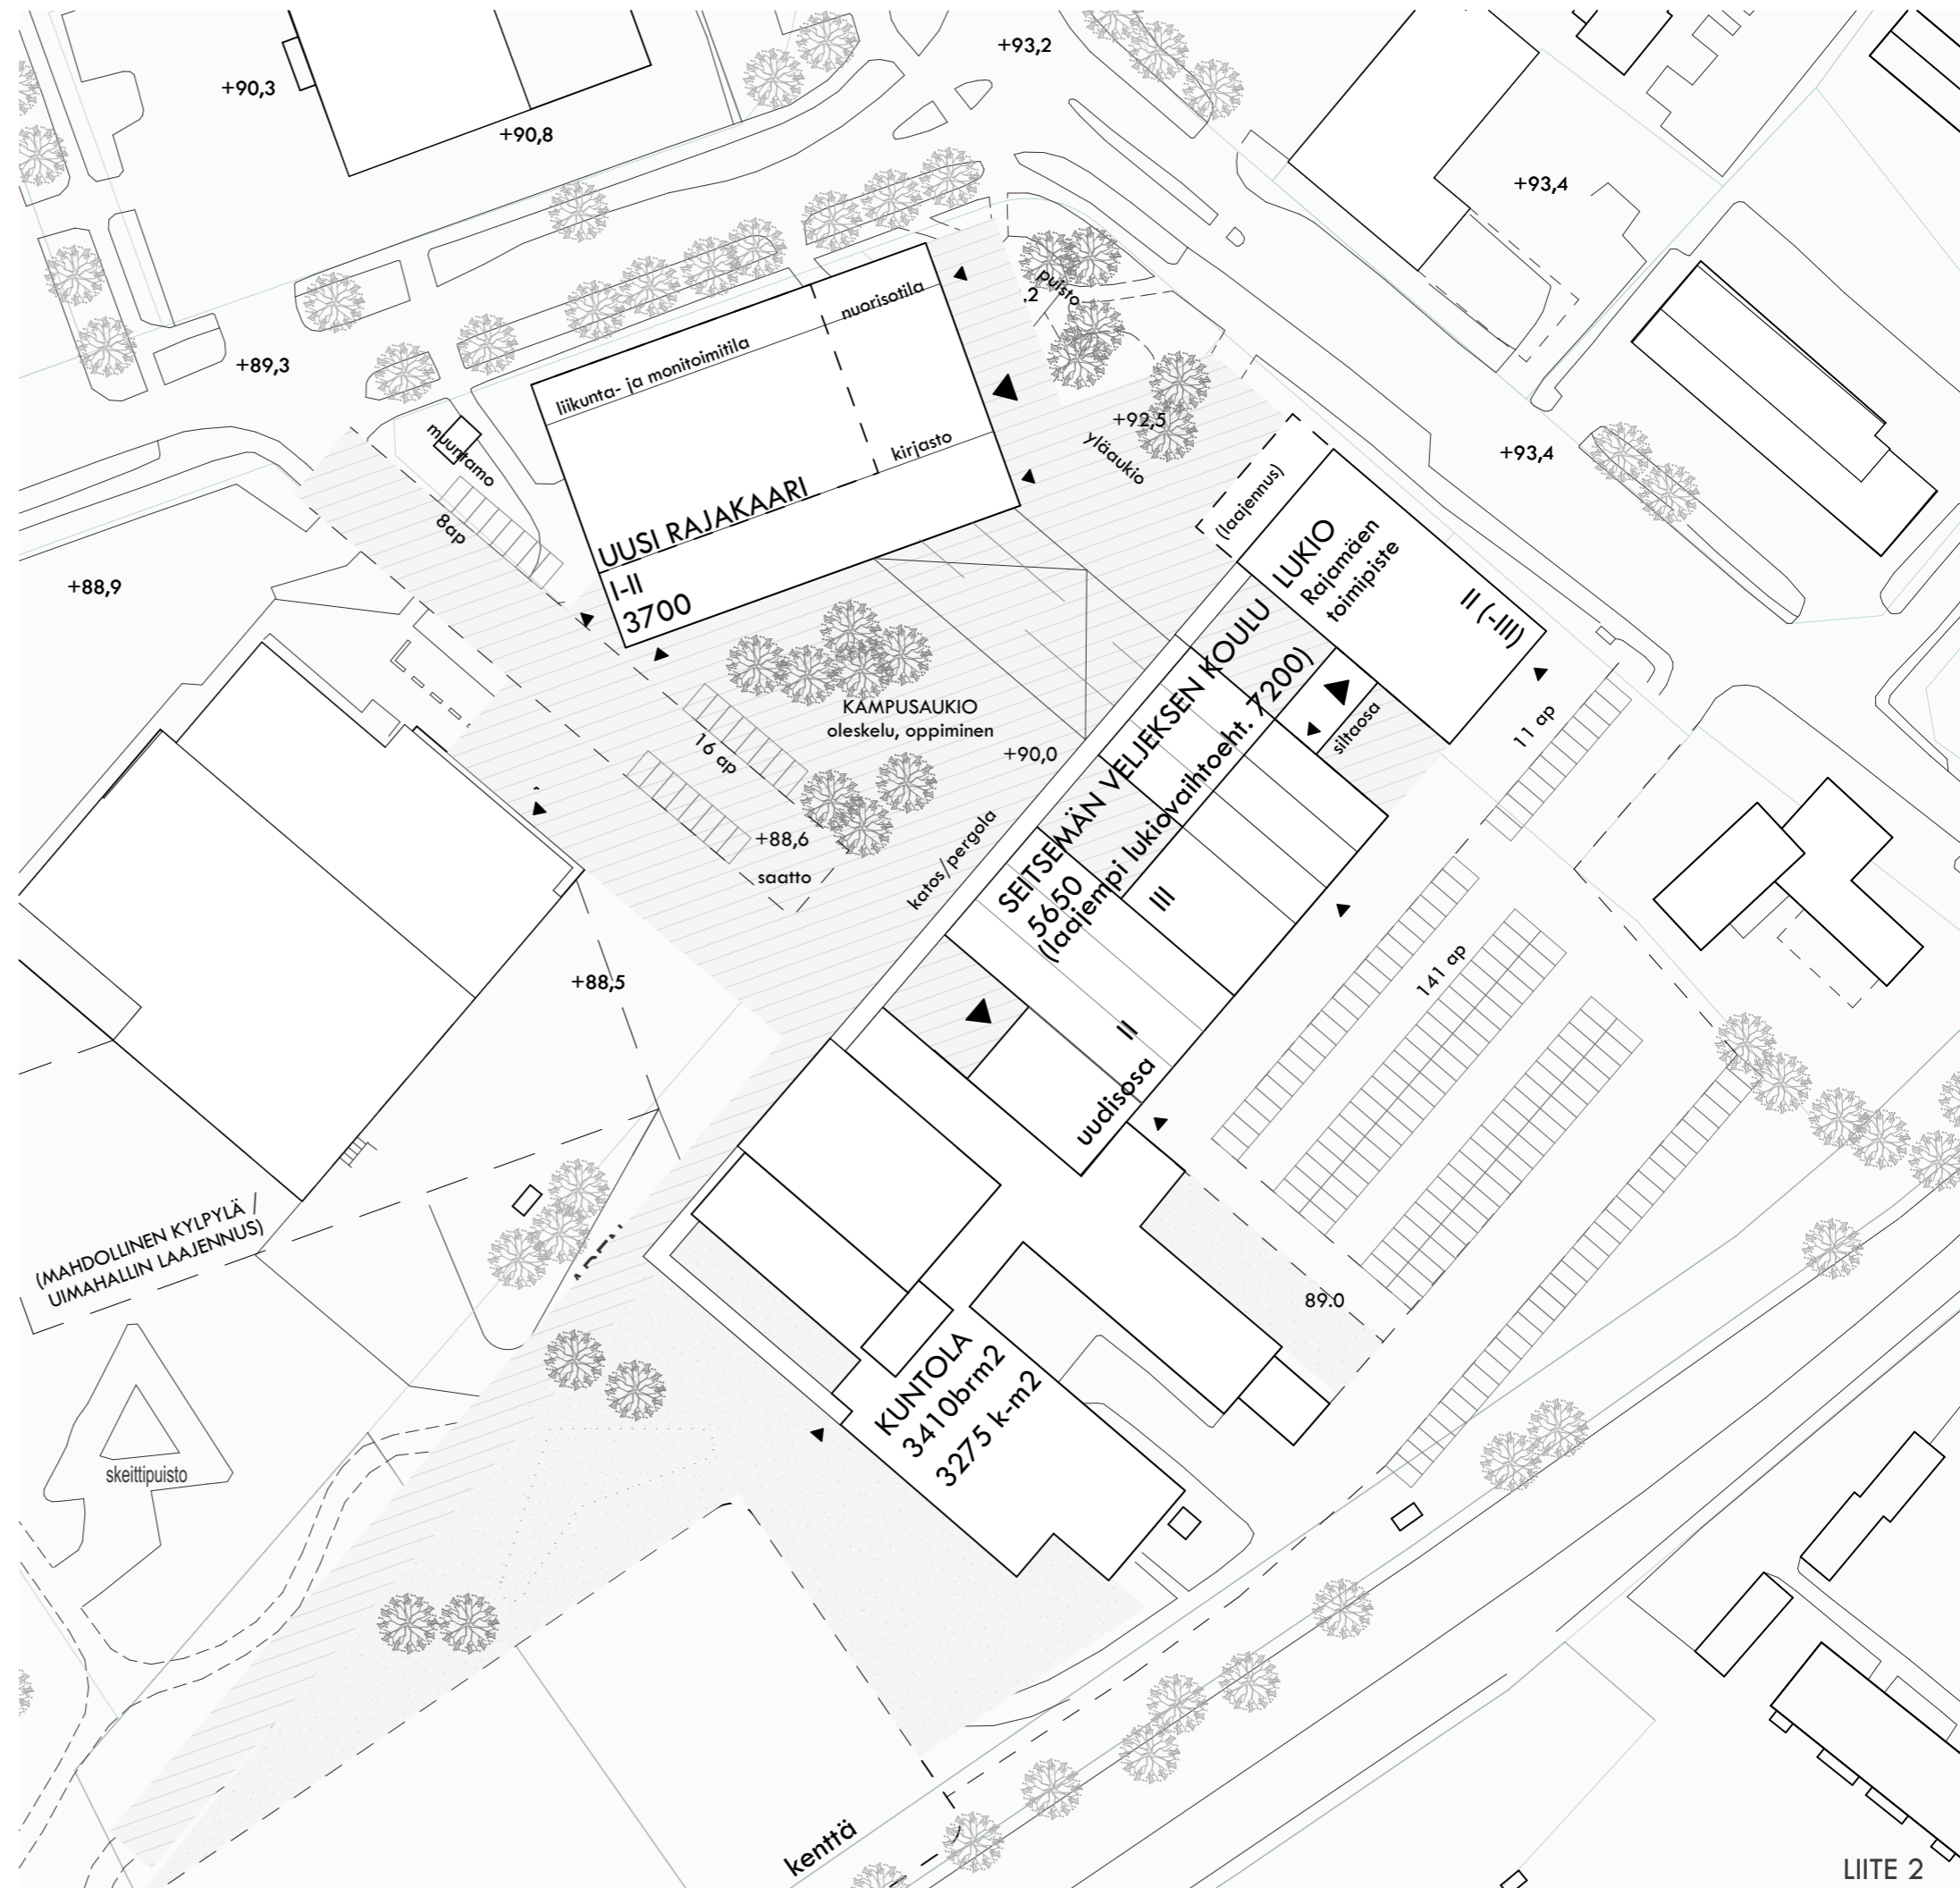 +93,2
+90,3
+90,8
+93,4
puisto
.2
nuorisotila
liikunta- ja monitoimitila
+89,3
+92,5
yläaukio
kirjasto
+93,4
muuntamo
8ap
UUSI RAJAKAARI
I-II
3700
(laajennus)
LUKIO
Rajamäen
toimipiste
II (-III)
+88,9
KAMPUSAUKIO
oleskelu, oppiminen
+90,0
16 ap
siltaosa
11 ap
SEITSEMÄN VELJEKSEN KOULU
5650
(laajempi lukiovaihtoeht. 7200)
+88,6
saatto
katos/pergola
III
141 ap
+88,5
II
uudisosa
(MAHDOLLINEN KYLPYLÄ /
UIMAHALLIN LAAJENNUS)
89.0
KUNTOLA
3410brm2
3275 k-m2
skeittipuisto
kenttä
LIITE 2